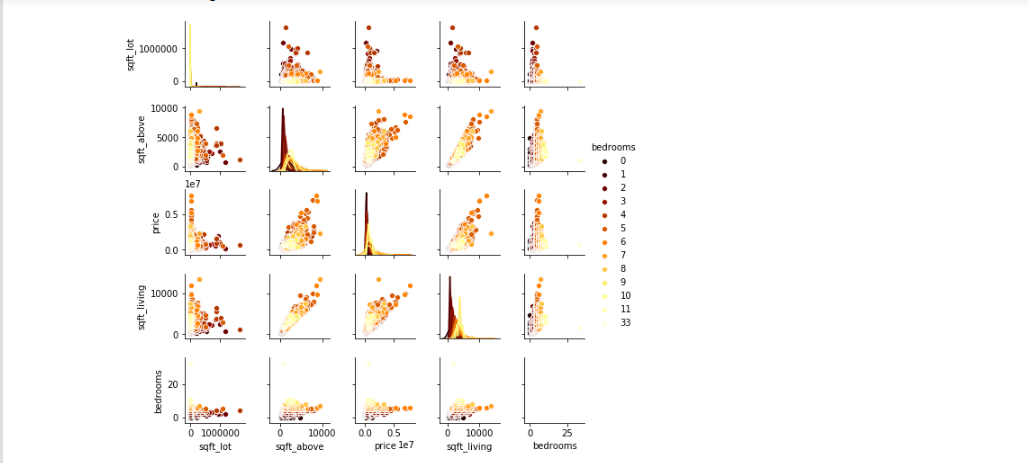 sqft_lot
1000000
0
sqft_above
10000
5000
0
1e7
price
0.5
0.0
sqft_living
10000
0
bedrooms
20
0
0 1000000
0 10000
0.0 0.5
0 10000
0 25
sqft_lot
sqft_above
price 1e7
sqft_living
bedrooms
bedrooms
0
1
2
3
4
5
6
7
8
9
10
11
33